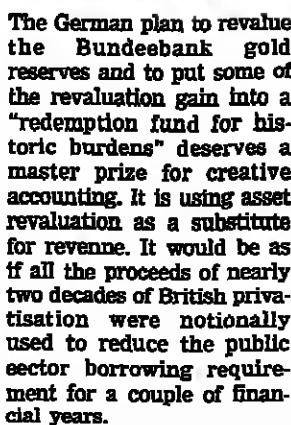 The German plan to revalue
the Bundeebank gold
reserves and to put some of
the revaluation gain into a
"redemption fund for his-
toric burdens" deserves a
master prize for creative
accounting. It is using asset
revaluation as a substitute
for revenne. It would be as
if all the proceeds of nearly
two decades of British priva-
tisation were notionally
used to reduce the public
eector borrowing require-
ment for a couple of finan-
cial years.